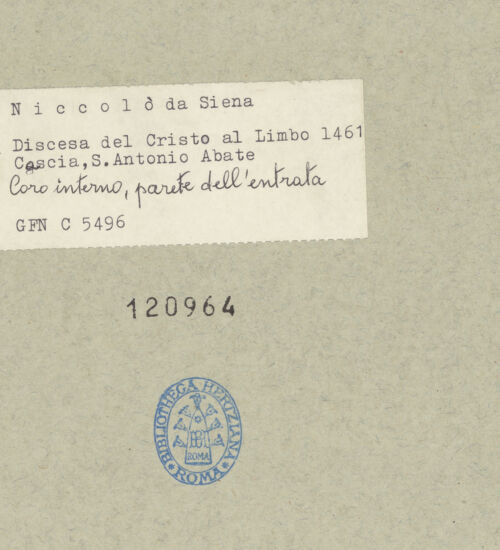 N i c c o l ò da Siena
Discesa del Cristo al Limbo 1461
Cascia, S.Antonio Abate
Coro interno, parete dell'entrata
GFN C 5496
120964
BIBLIOTHECA HERTZIANA
ROMA
ROMA